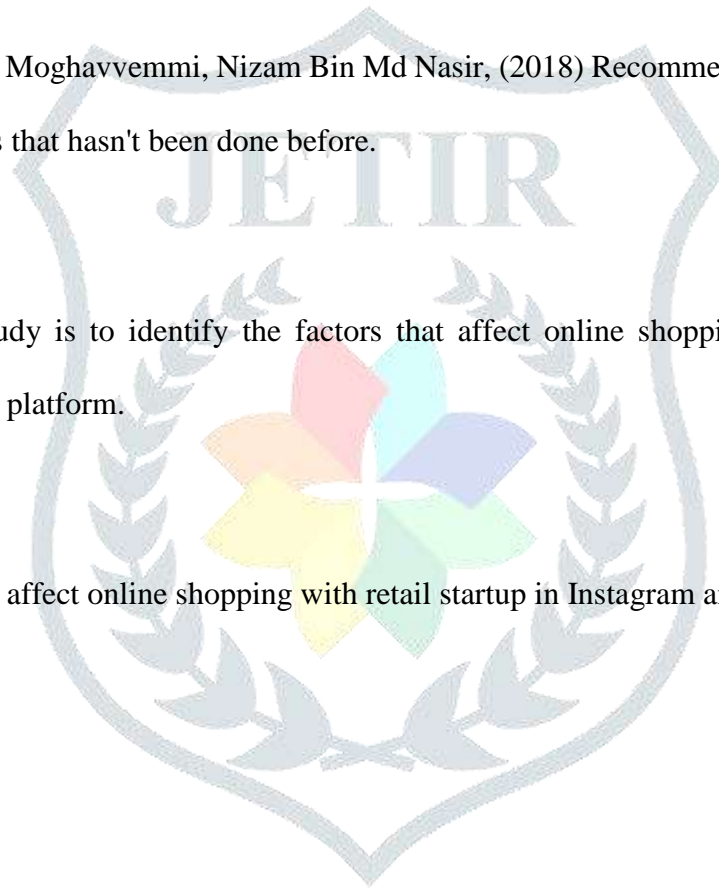 Moghavvemmi, Nizam Bin Md Nasir, (2018) Recomme
s that hasn't been done before.
JETIR
udy is to identify the factors that affect online shoppi
platform.
affect online shopping with retail startup in Instagram a